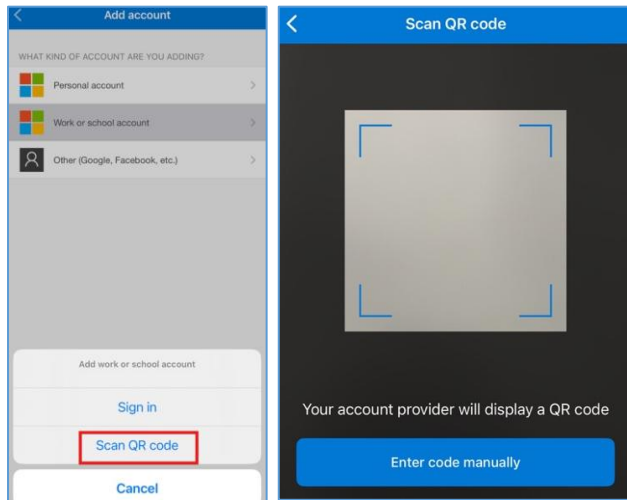 Add account
WHAT KIND OF ACCOUNT ARE YOU ADDING?
Personal account
Work or school account
Other (Google, Facebook, etc.)
Add work or school account
Sign in
Scan QR code
Cancel
Scan QR code
Your account provider will display a QR code
Enter code manually